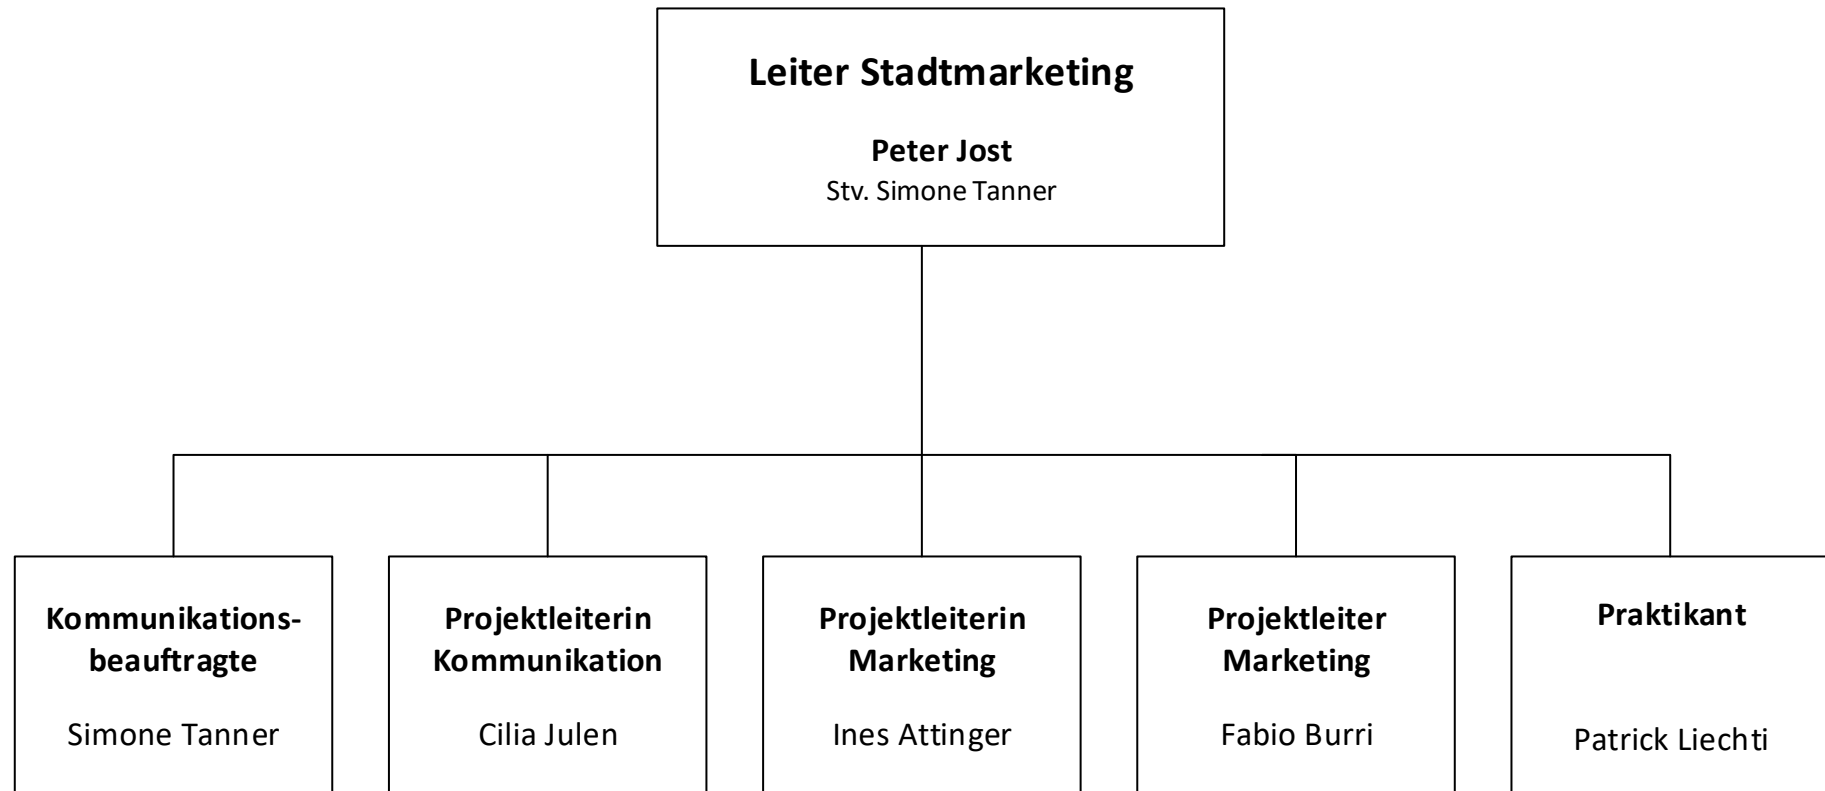 Leiter Stadtmarketing
Peter Jost
Stv. Simone Tanner
Kommunikations-
beauftragte
Simone Tanner
Projektleiterin
Kommunikation
Cilia Julen
Projektleiterin
Marketing
Ines Attinger
Projektleiter
Marketing
Fabio Burri
Praktikant
Patrick Liechti